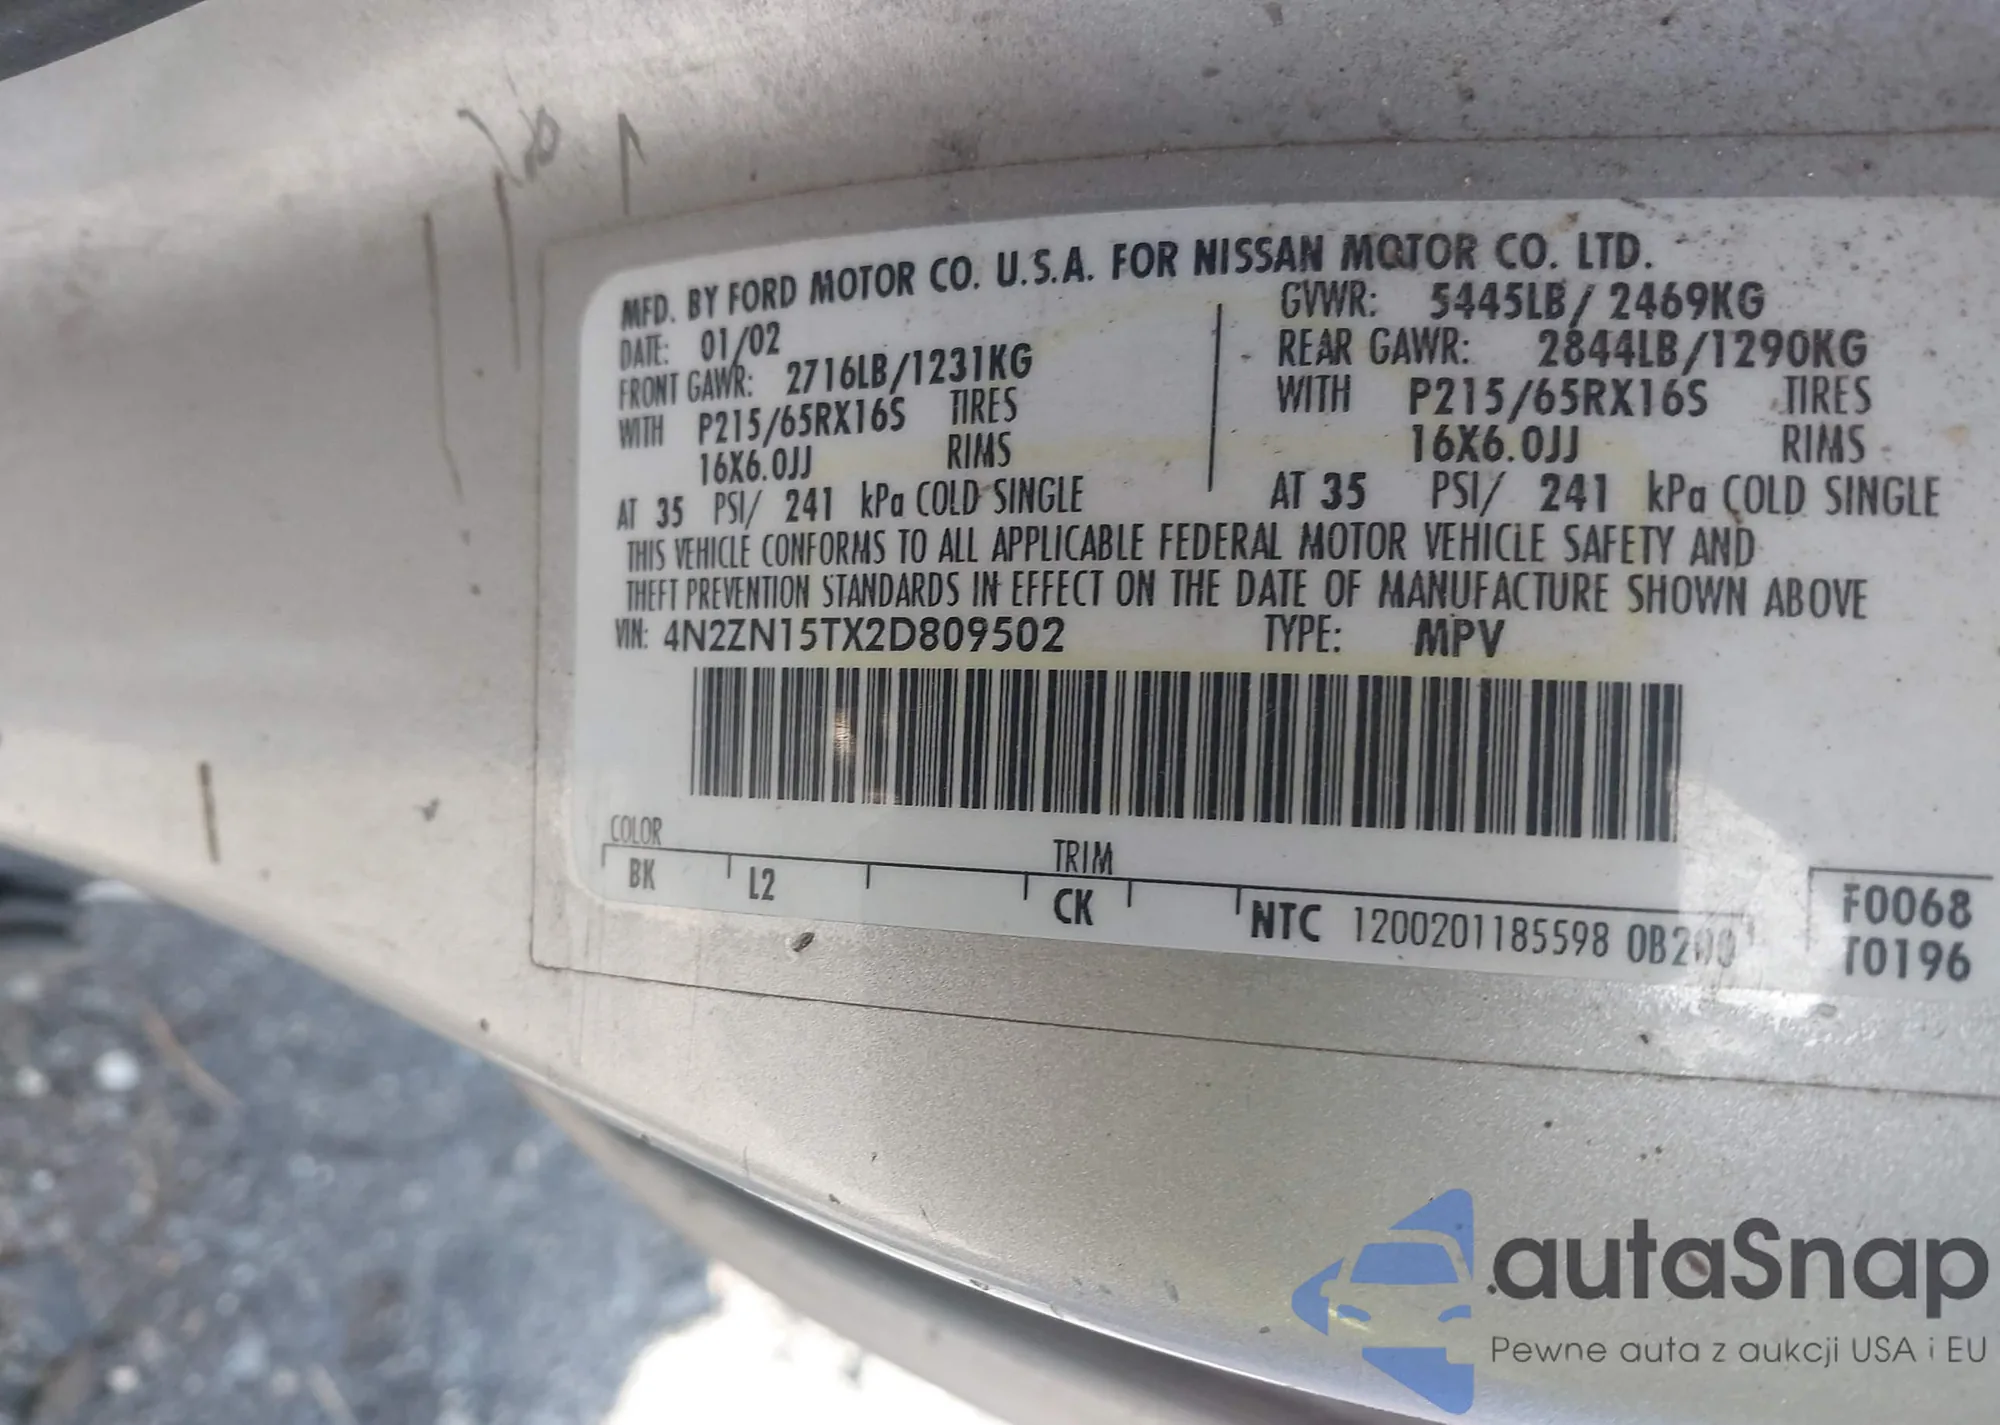 MFD. BY FORD MOTOR CO. U.S.A. FOR NISSAN MOTOR CO. LTD.
DATE: 01/02
GVWR: 5445LB/ 2469KG
FRONT GAWR: 2716LB/1231KG
REAR GAWR: 2844LB/1290KG
WITH P215/65RX16S TIRES
WITH P215/65RX16S TIRES
16X6.0JJ RIMS
16X6.0JJ RIMS
AT 35 PSI/ 241 kPa COLD SINGLE
AT 35 PSI/ 241 kPa COLD SINGLE
THIS VEHICLE CONFORMS TO ALL APPLICABLE FEDERAL MOTOR VEHICLE SAFETY AND
THEFT PREVENTION STANDARDS IN EFFECT ON THE DATE OF MANUFACTURE SHOWN ABOVE
VIN: 4N2ZN15TX2D809502 TYPE: MPV
COLOR TRIM
BK L2 CK NTC 1200201185598 0B200
F0068
T0196
autaSnap
Pewne auta z aukcji USA i EU